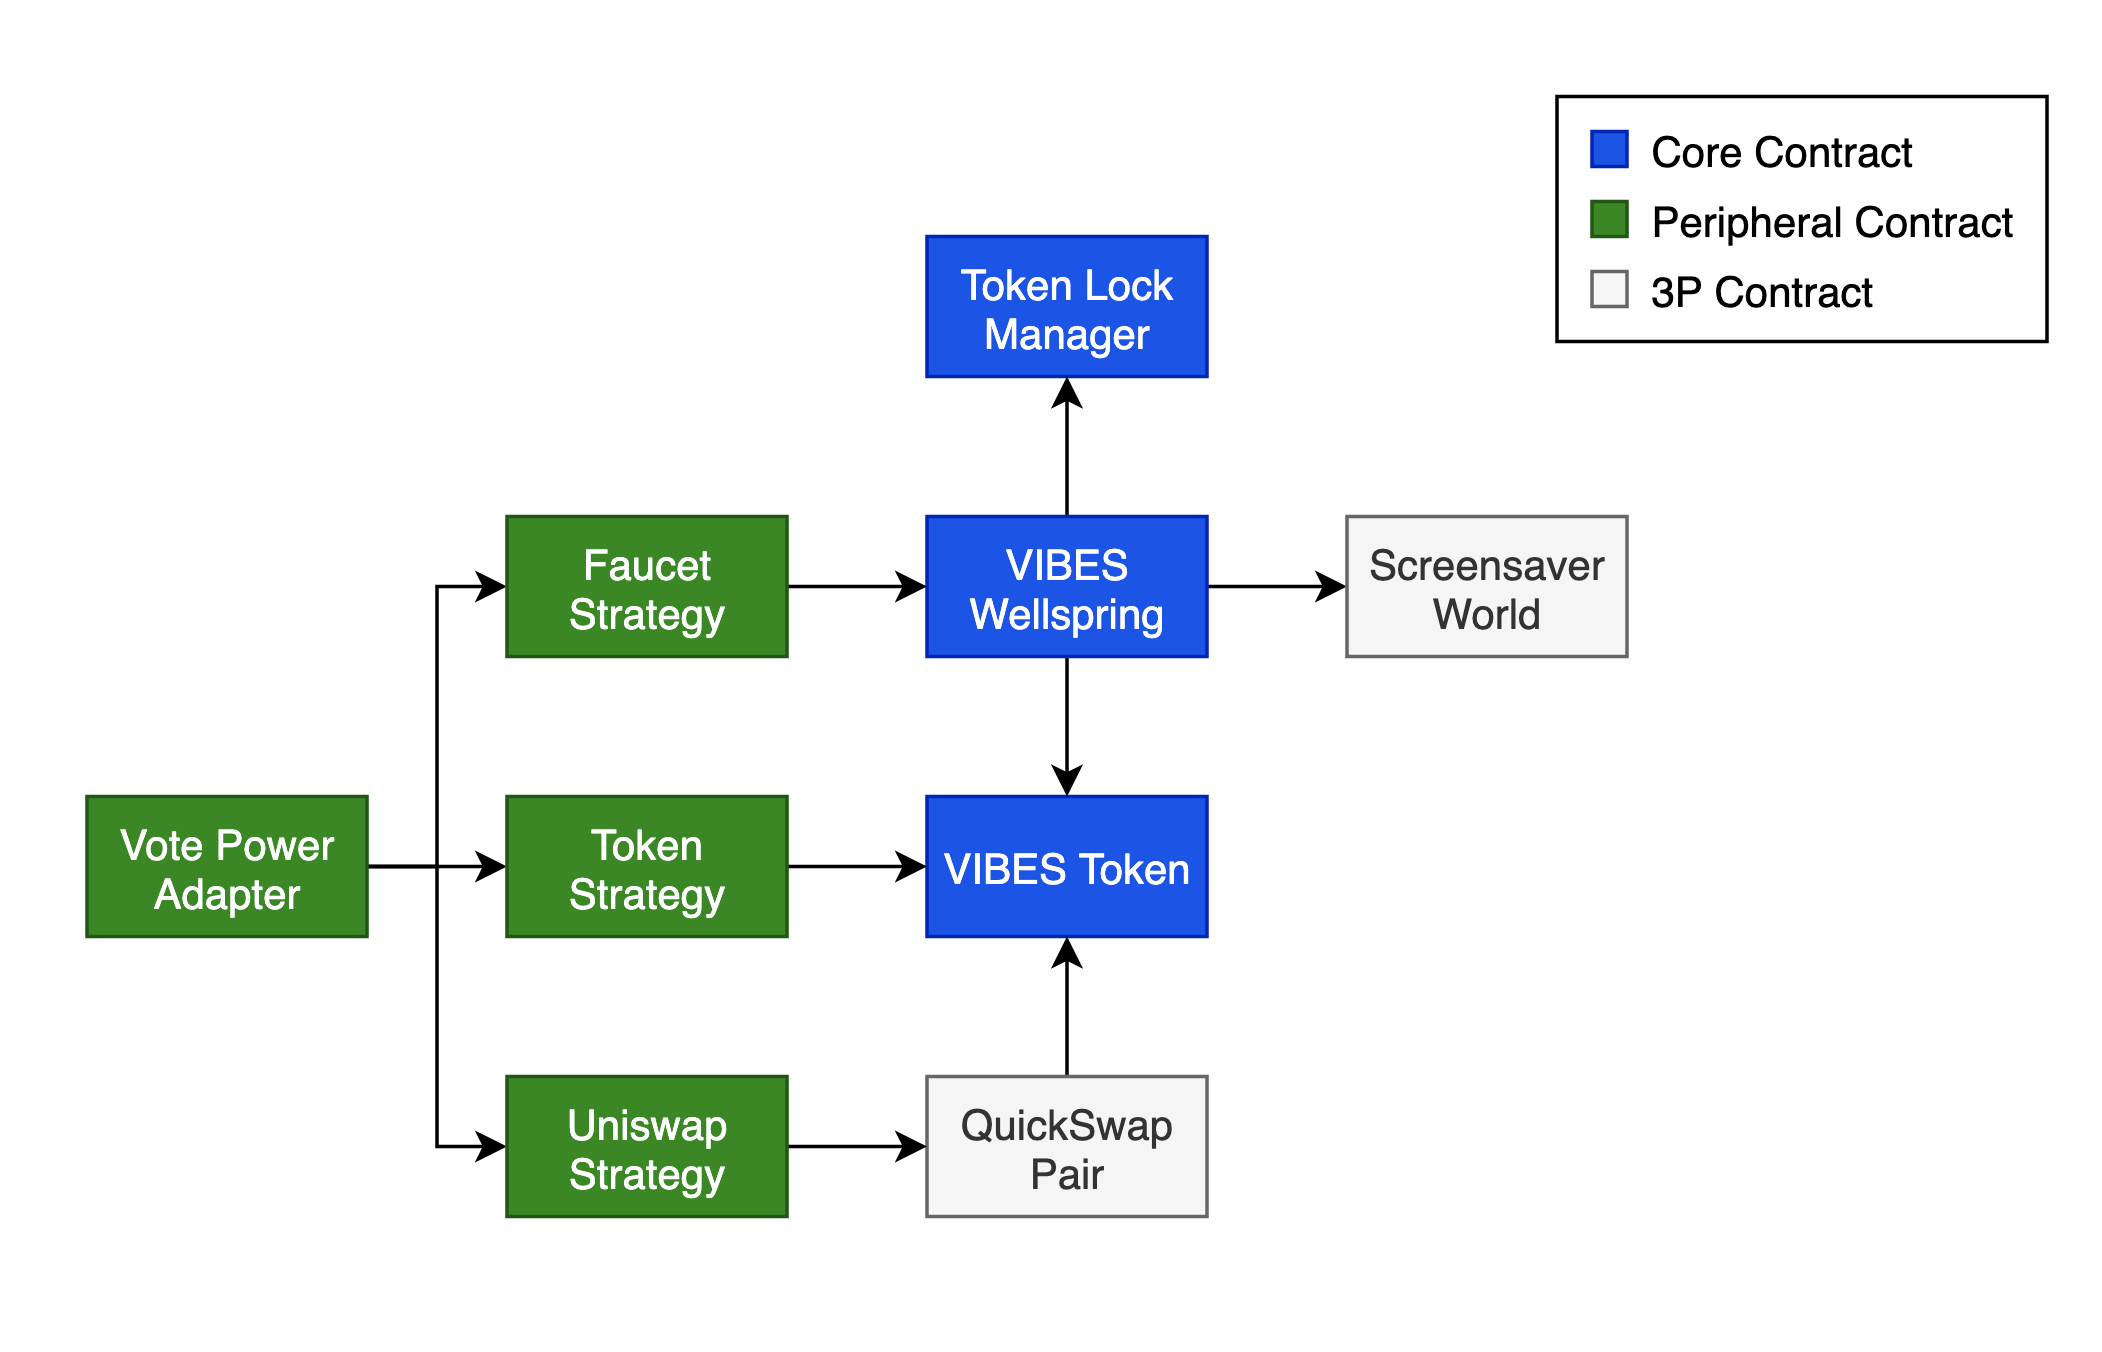 Core Contract
Peripheral Contract
3P Contract
Token Lock
Manager
Faucet
Strategy
VIBES
Wellspring
Screensaver
World
Vote Power
Adapter
Token
Strategy
VIBES Token
Uniswap
Strategy
QuickSwap
Pair